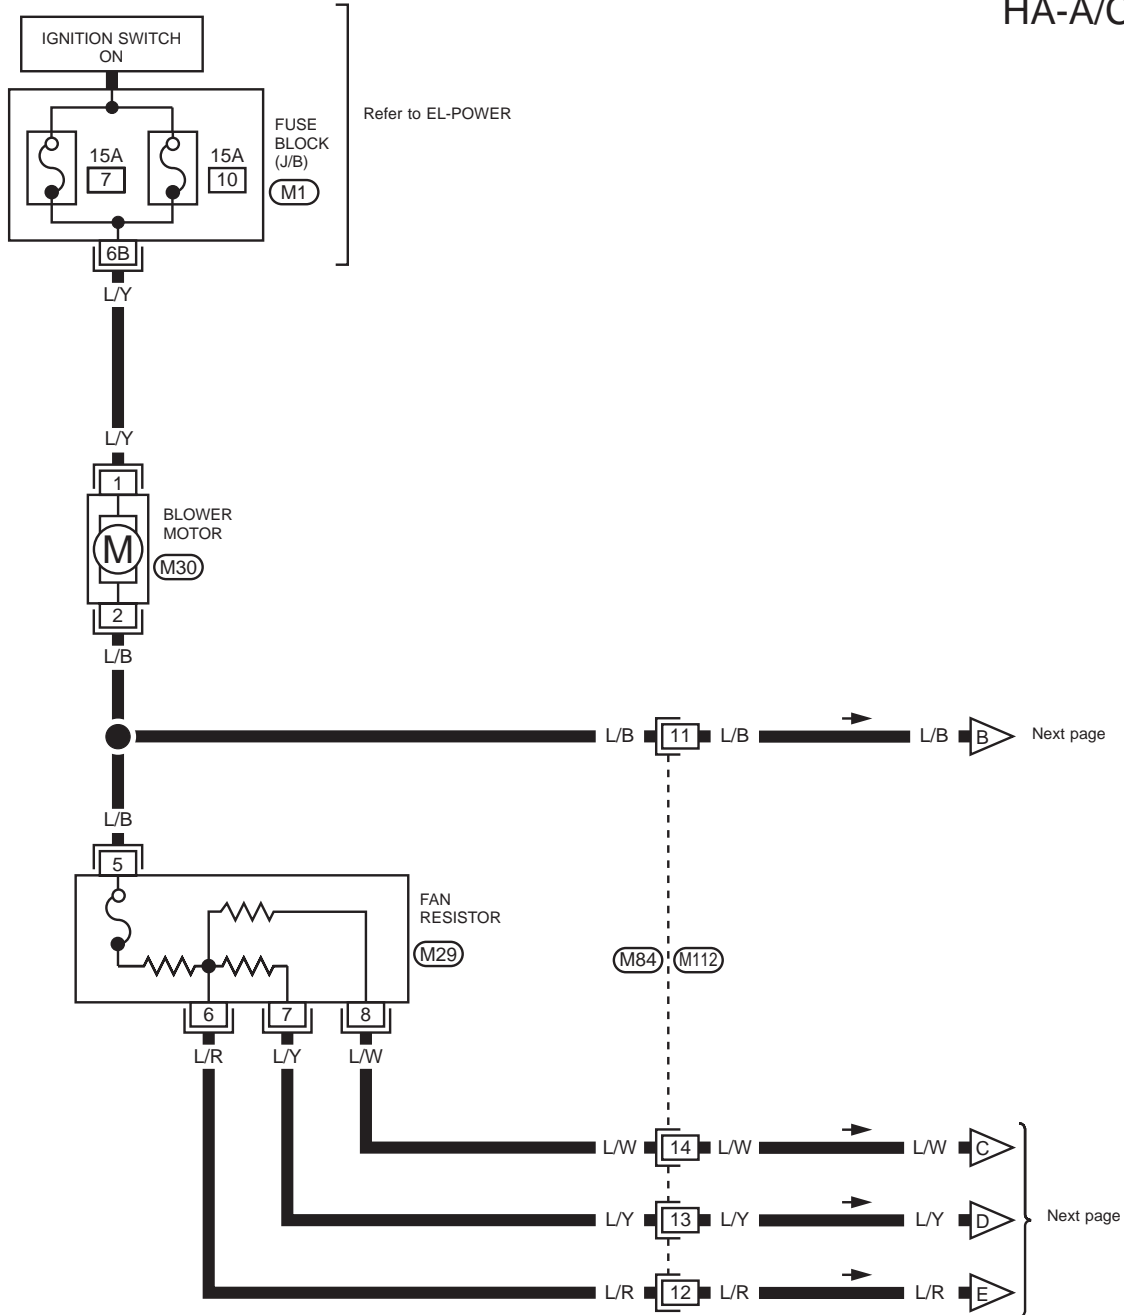 HA-A/C
IGNITION SWITCH
ON
Refer to EL-POWER
FUSE
BLOCK
(J/B)
M1
15A
7
15A
10
6B
L/Y
L/Y
1
BLOWER
MOTOR
M
M30
2
L/B
L/B
11
L/B
L/B
B
Next page
L/B
5
FAN
RESISTOR
M29
M84
M112
6
7
8
L/R
L/Y
L/W
L/W
14
L/W
L/W
C
L/Y
13
L/Y
L/Y
D
Next page
L/R
12
L/R
L/R
E